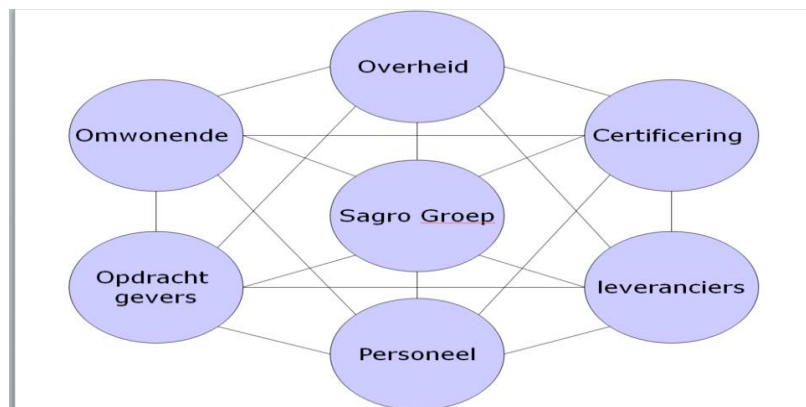 Overheid
Omwonende
Certificering
Sagro Groep
Opdracht
gevers
leveranciers
Personeel